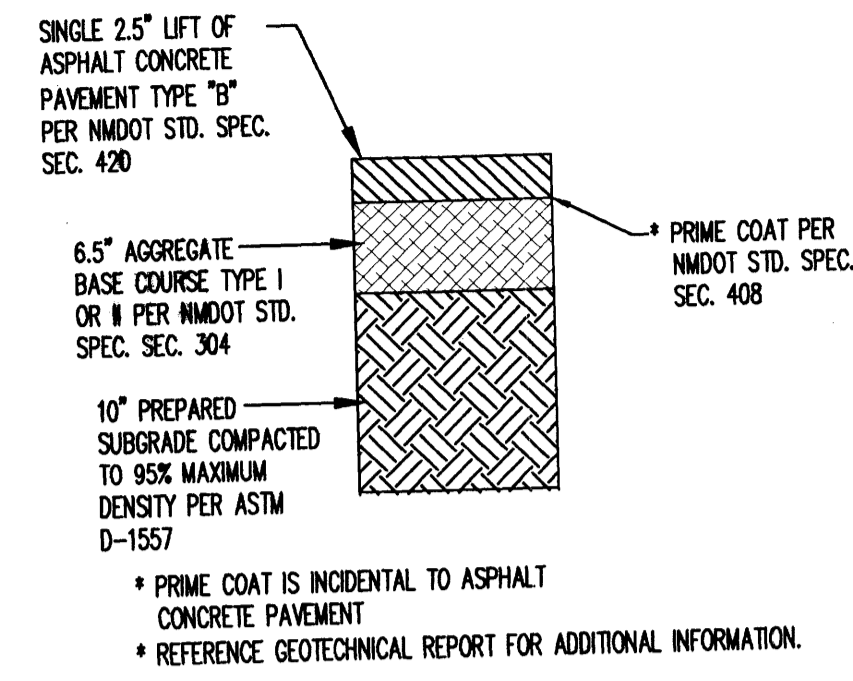 SINGLE 2.5" LIFT OF
ASPHALT CONCRETE
PAVEMENT TYPE "B"
PER NMDOT STD. SPEC.
SEC. 420
* PRIME COAT PER
NMDOT STD. SPEC.
SEC. 408
6.5" AGGREGATE
BASE COURSE TYPE I
OR II PER NMDOT STD.
SPEC. SEC. 304
10" PREPARED
SUBGRADE COMPACTED
TO 95% MAXIMUM
DENSITY PER ASTM
D-1557
* PRIME COAT IS INCIDENTAL TO ASPHALT
CONCRETE PAVEMENT
* REFERENCE GEOTECHNICAL REPORT FOR ADDITIONAL INFORMATION.